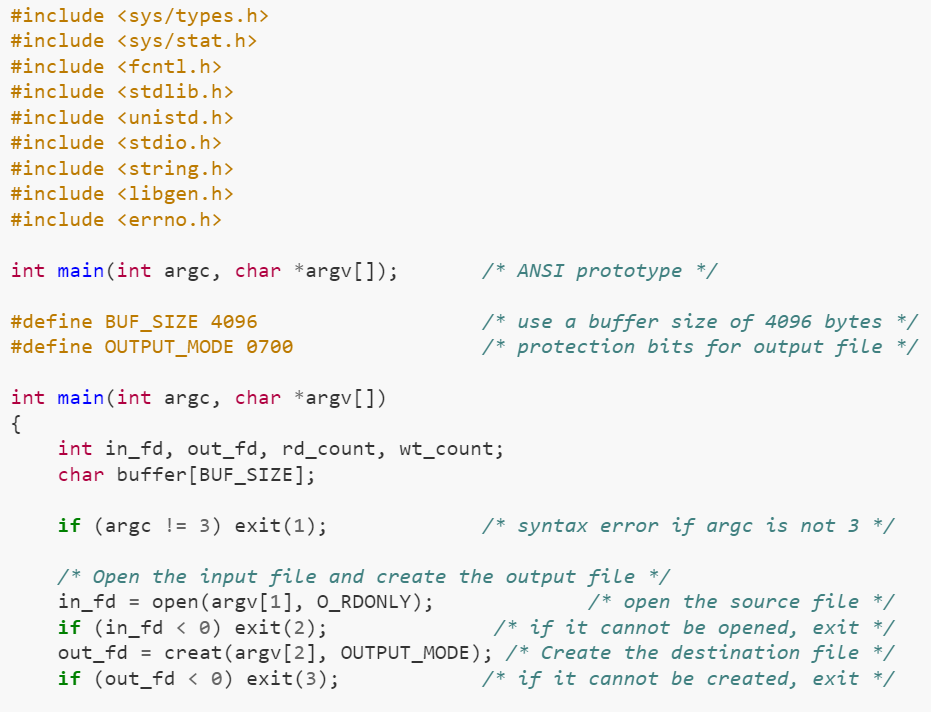 #include <sys/types.h>
#include <sys/stat.h>
#include <fcntl.h>
#include <stdlib.h>
#include <unistd.h>
#include <stdio.h>
#include <string.h>
#include <libgen.h>
#include <errno.h>

int main(int argc, char *argv[]);       /* ANSI prototype */

#define BUF_SIZE 4096                   /* use a buffer size of 4096 bytes */
#define OUTPUT_MODE 0700                /* protection bits for output file */

int main(int argc, char *argv[])
{
    int in_fd, out_fd, rd_count, wt_count;
    char buffer[BUF_SIZE];

    if (argc != 3) exit(1);             /* syntax error if argc is not 3 */

    /* Open the input file and create the output file */
    in_fd = open(argv[1], O_RDONLY);             /* open the source file */
    if (in_fd < 0) exit(2);              /* if it cannot be opened, exit */
    out_fd = creat(argv[2], OUTPUT_MODE); /* Create the destination file */
    if (out_fd < 0) exit(3);            /* if it cannot be created, exit */